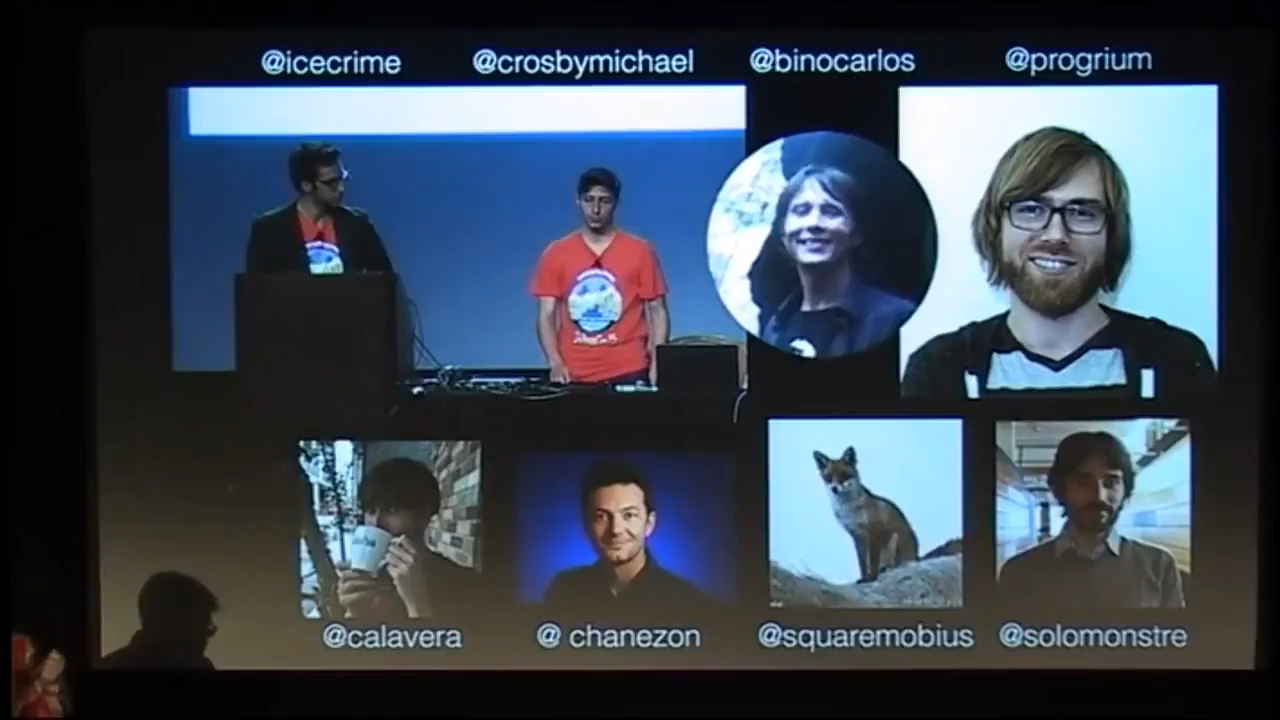 @icecrime
@crosbymichael
@binocarlos
@progrium
@calavera
@ chanezon
@squaremobius
@solomonstre